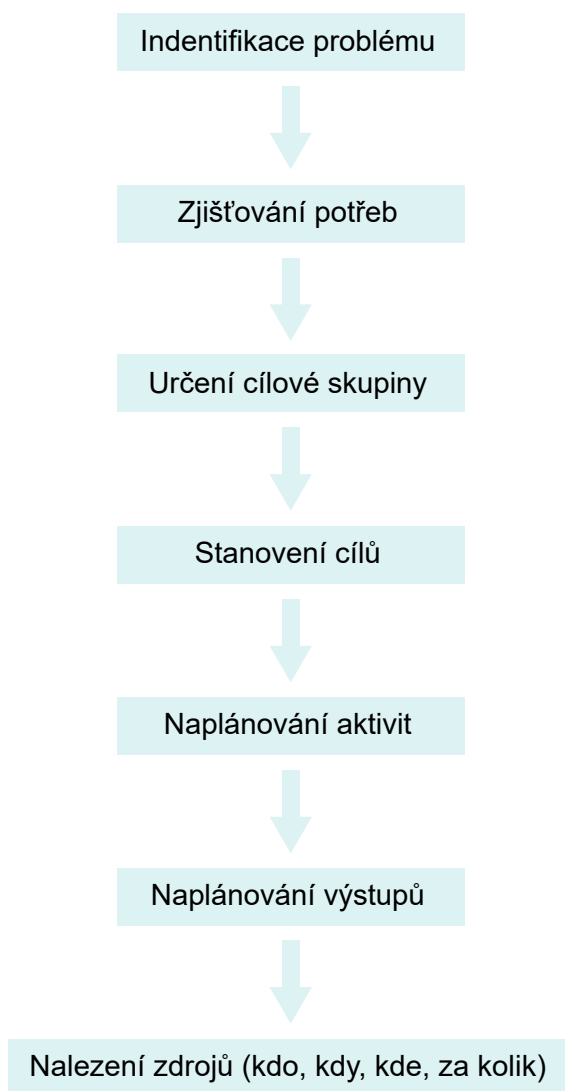 Indentifikace problému
Zjišťování potřeb
Určení cílové skupiny
Stanovení cílů
Naplánování aktivit
Naplánování výstupů
Nalezení zdrojů (kdo, kdy, kde, za kolik)